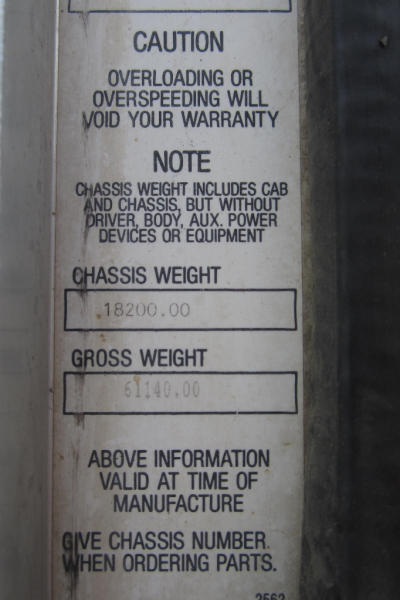 CAUTION
OVERLOADING OR
OVERSPEEDING WILL
VOID YOUR WARRANTY
NOTE
CHASSIS WEIGHT INCLUDES CAB
AND CHASSIS, BUT WITHOUT
DRIVER, BODY, AUX. POWER
DEVICES OR EQUIPMENT
CHASSIS WEIGHT
18200.00
GROSS WEIGHT
61140.00
ABOVE INFORMATION
VALID AT TIME OF
MANUFACTURE
GIVE CHASSIS NUMBER.
WHEN ORDERING PARTS.